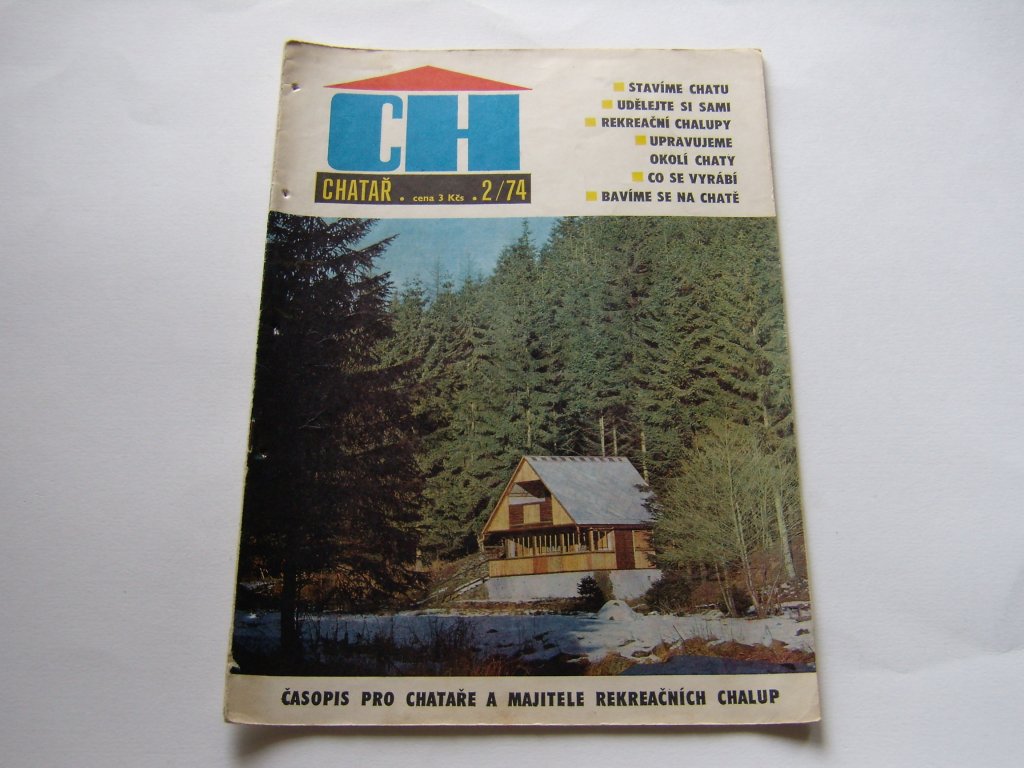 CH
CHATAŘ . cena 3 Kčs . 2/74
STAVÍME CHATU
UDĚLEJTE SI SAMI
REKREAČNÍ CHALUPY
UPRAVUJEME
OKOLÍ CHATY
CO SE VYRÁBÍ
BAVÍME SE NA CHATĚ
ČASOPIS PRO CHATAŘE A MAJITELE REKREAČNÍCH CHALUP